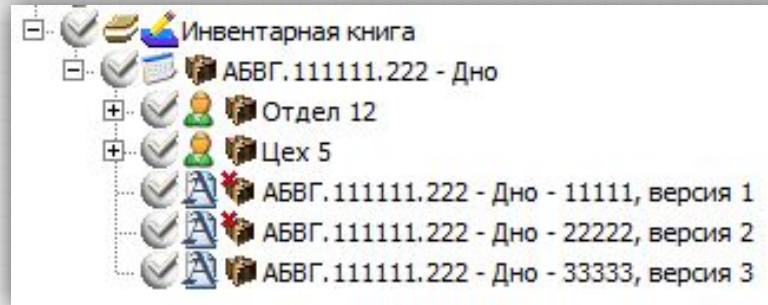 Инвентарная книга
АБВГ.111111.222 - Дно
Отдел 12
Цех 5
АБВГ.111111.222 - Дно - 11111, версия 1
АБВГ.111111.222 - Дно - 22222, версия 2
АБВГ.111111.222 - Дно - 33333, версия 3